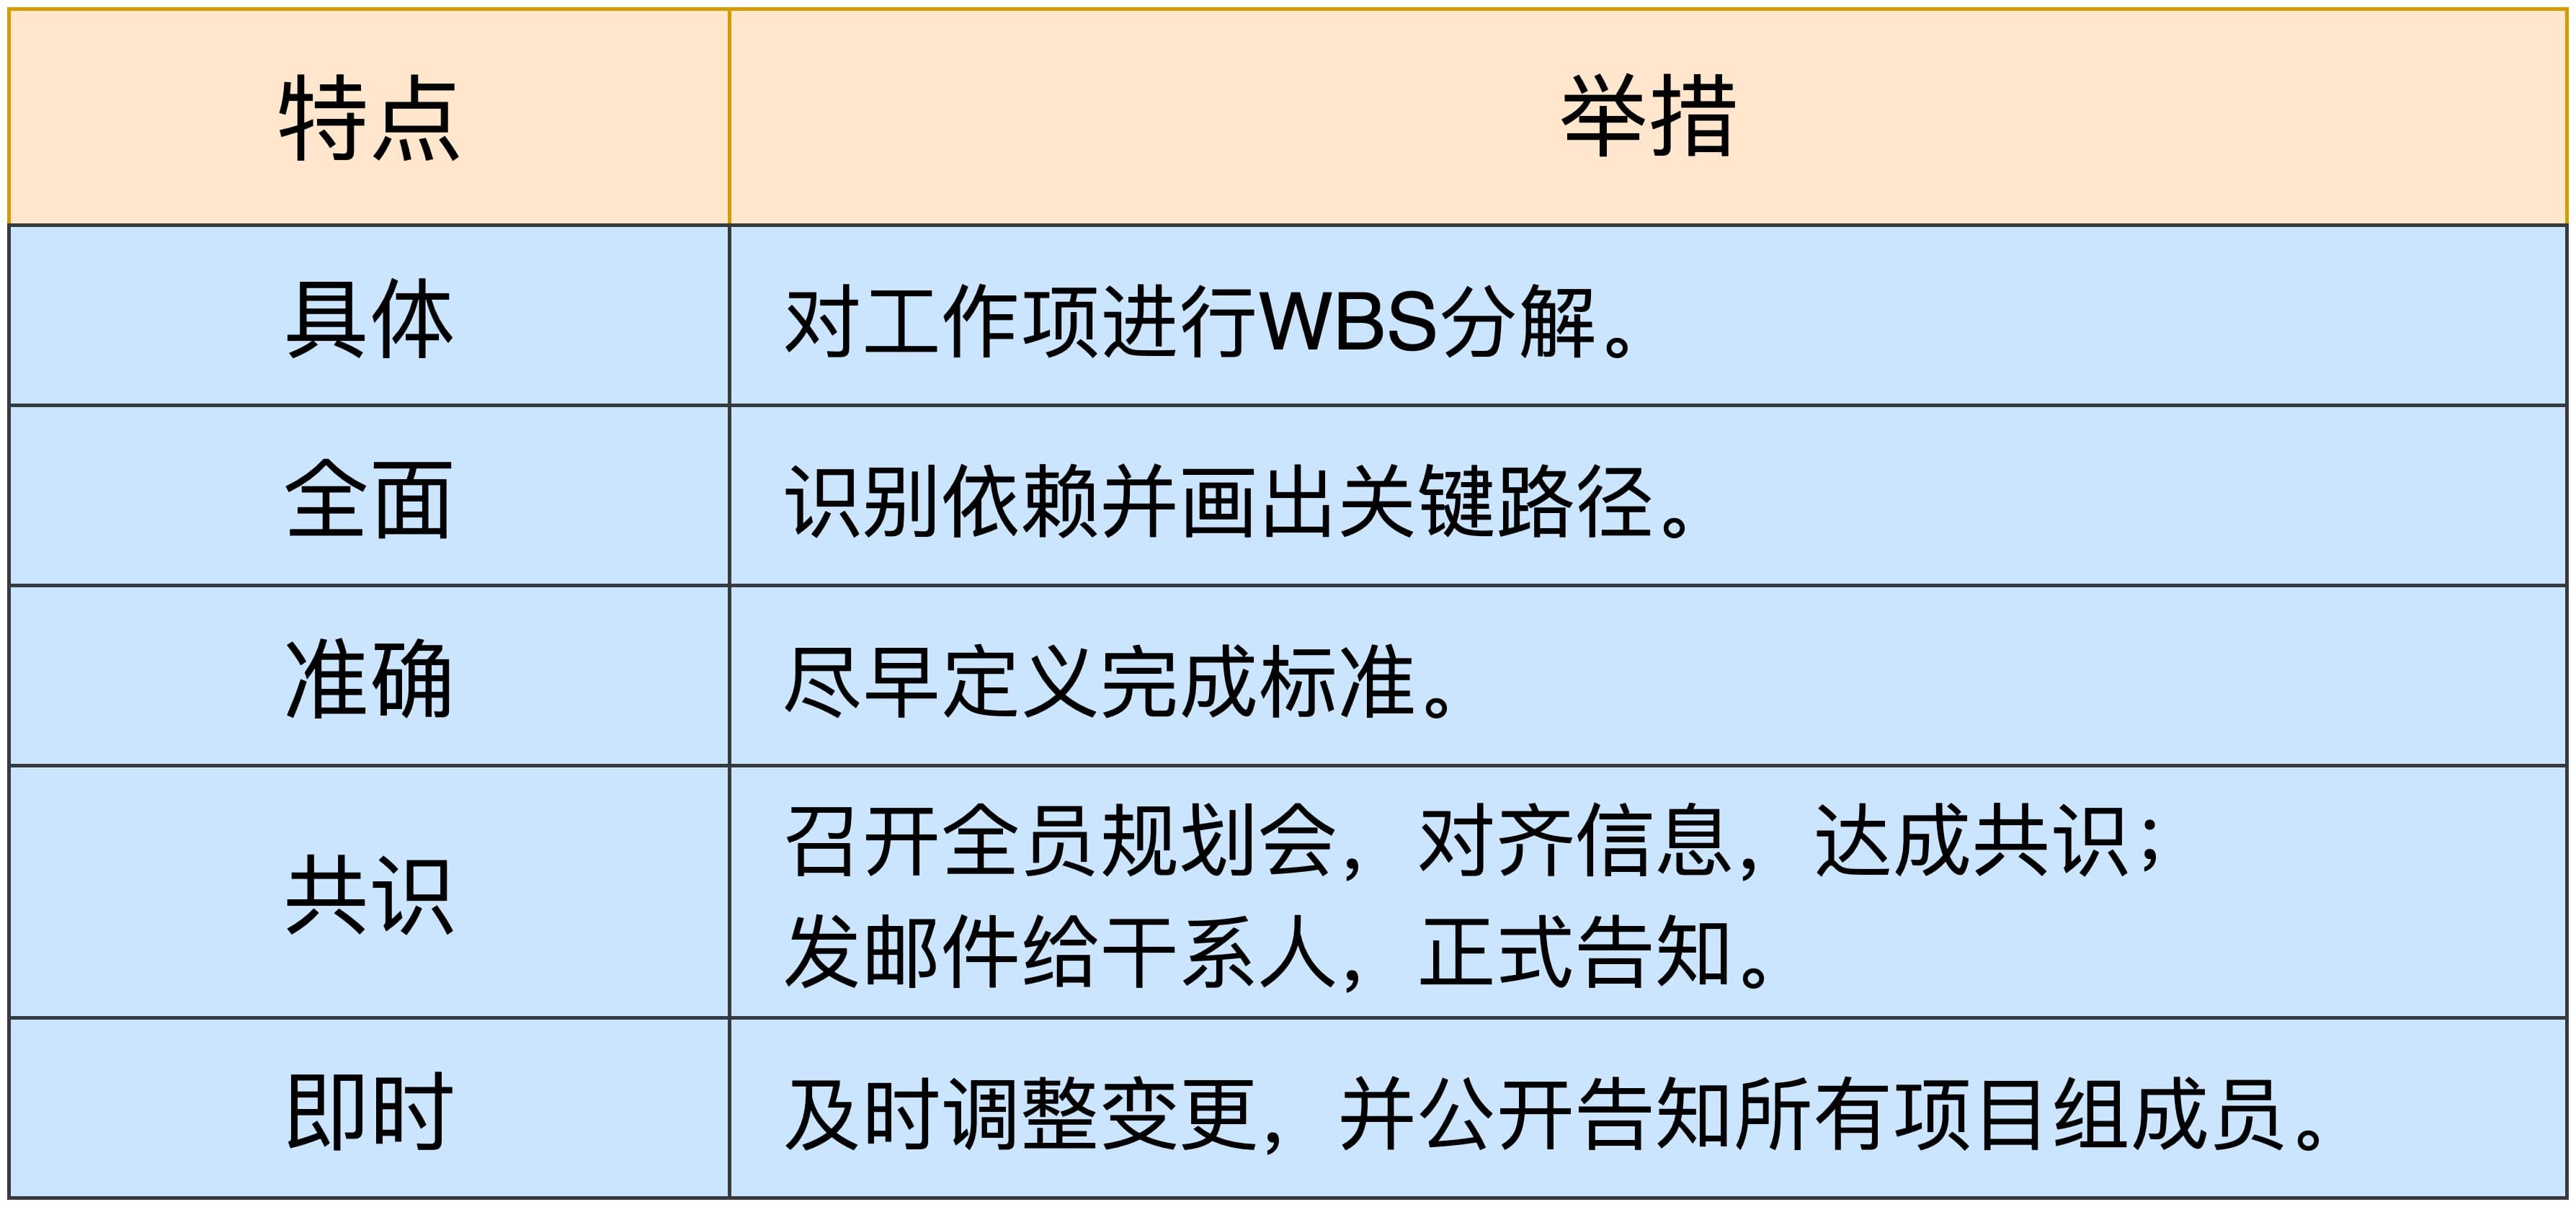 特点 举措
具体 对工作项进行WBS分解。
全面 识别依赖并画出关键路径。
准确 尽早定义完成标准。
共识 召开全员规划会，对齐信息，达成共识；
发邮件给干系人，正式告知。
即时 及时调整变更，并公开告知所有项目组成员。